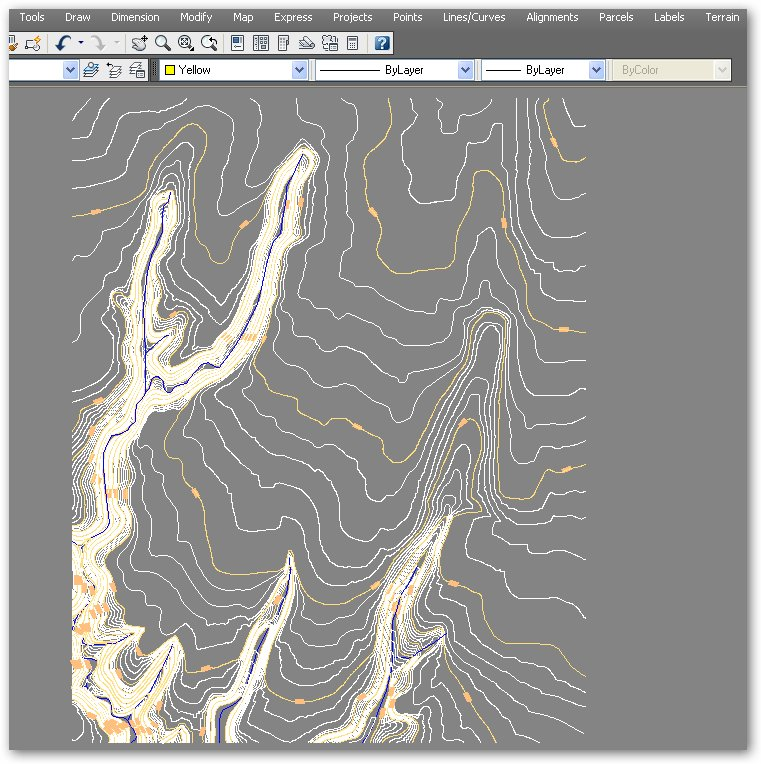 Tools Draw Dimension Modify Map Express Projects Points Lines/Curves Alignments Parcels Labels Terrain
Yellow ByLayer ByLayer ByColor